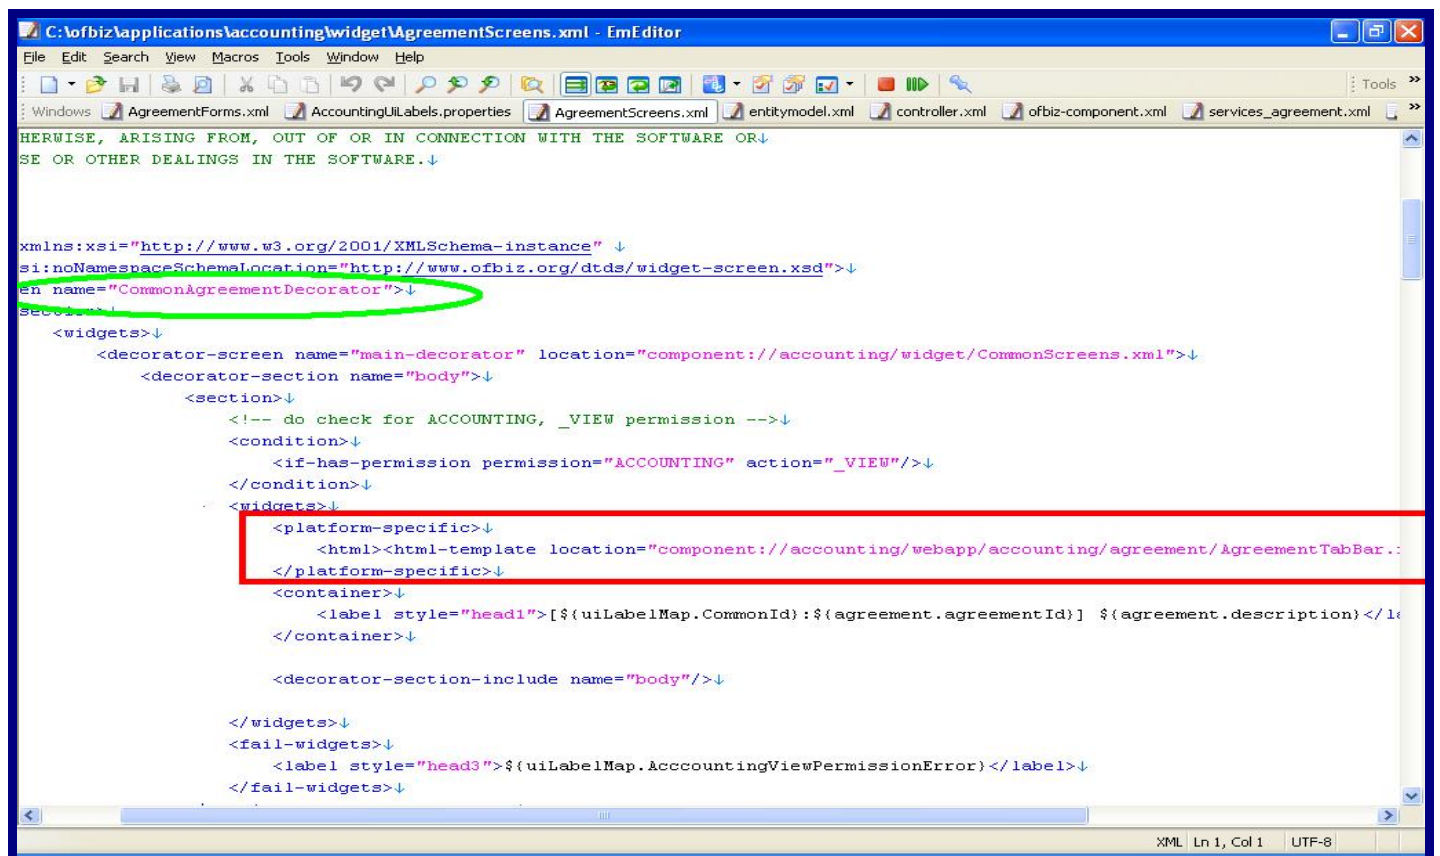 C:\ofbiz\applications\accounting\widget\AgreementScreens.xml - EmEditor
File Edit Search View Macros Tools Window Help
Tools
Windows AgreementForms.xml AccountingUiLabels.properties AgreementScreens.xml entitymodel.xml controller.xml ofbiz-component.xml services_agreement.xml
HERWISE, ARISING FROM, OUT OF OR IN CONNECTION WITH THE SOFTWARE OR↓
SE OR OTHER DEALINGS IN THE SOFTWARE.↓
xmlns:xsi="http://www.w3.org/2001/XMLSchema-instance" ↓
si:noNamespaceSchemaLocation="http://www.ofbiz.org/dtds/widget-screen.xsd">↓
en name="CommonAgreementDecorator">↓
section>↓
<widgets>↓
<decorator-screen name="main-decorator" location="component://accounting/widget/CommonScreens.xml">↓
<decorator-section name="body">↓
<section>↓
<!-- do check for ACCOUNTING, _VIEW permission -->↓
<condition>↓
<if-has-permission permission="ACCOUNTING" action="_VIEW"/>↓
</condition>↓
<widgets>↓
<platform-specific>↓
<html><html-template location="component://accounting/webapp/accounting/agreement/AgreementTabBar.
</platform-specific>↓
<container>↓
<label style="head1">[${uiLabelMap.CommonId}:${agreement.agreementId}] ${agreement.description}</la
</container>↓
<decorator-section-include name="body"/>↓
</widgets>↓
<fail-widgets>↓
<label style="head3">${uiLabelMap.AcccountingViewPermissionError}</label>↓
</fail-widgets>↓
XML Ln 1, Col 1 UTF-8